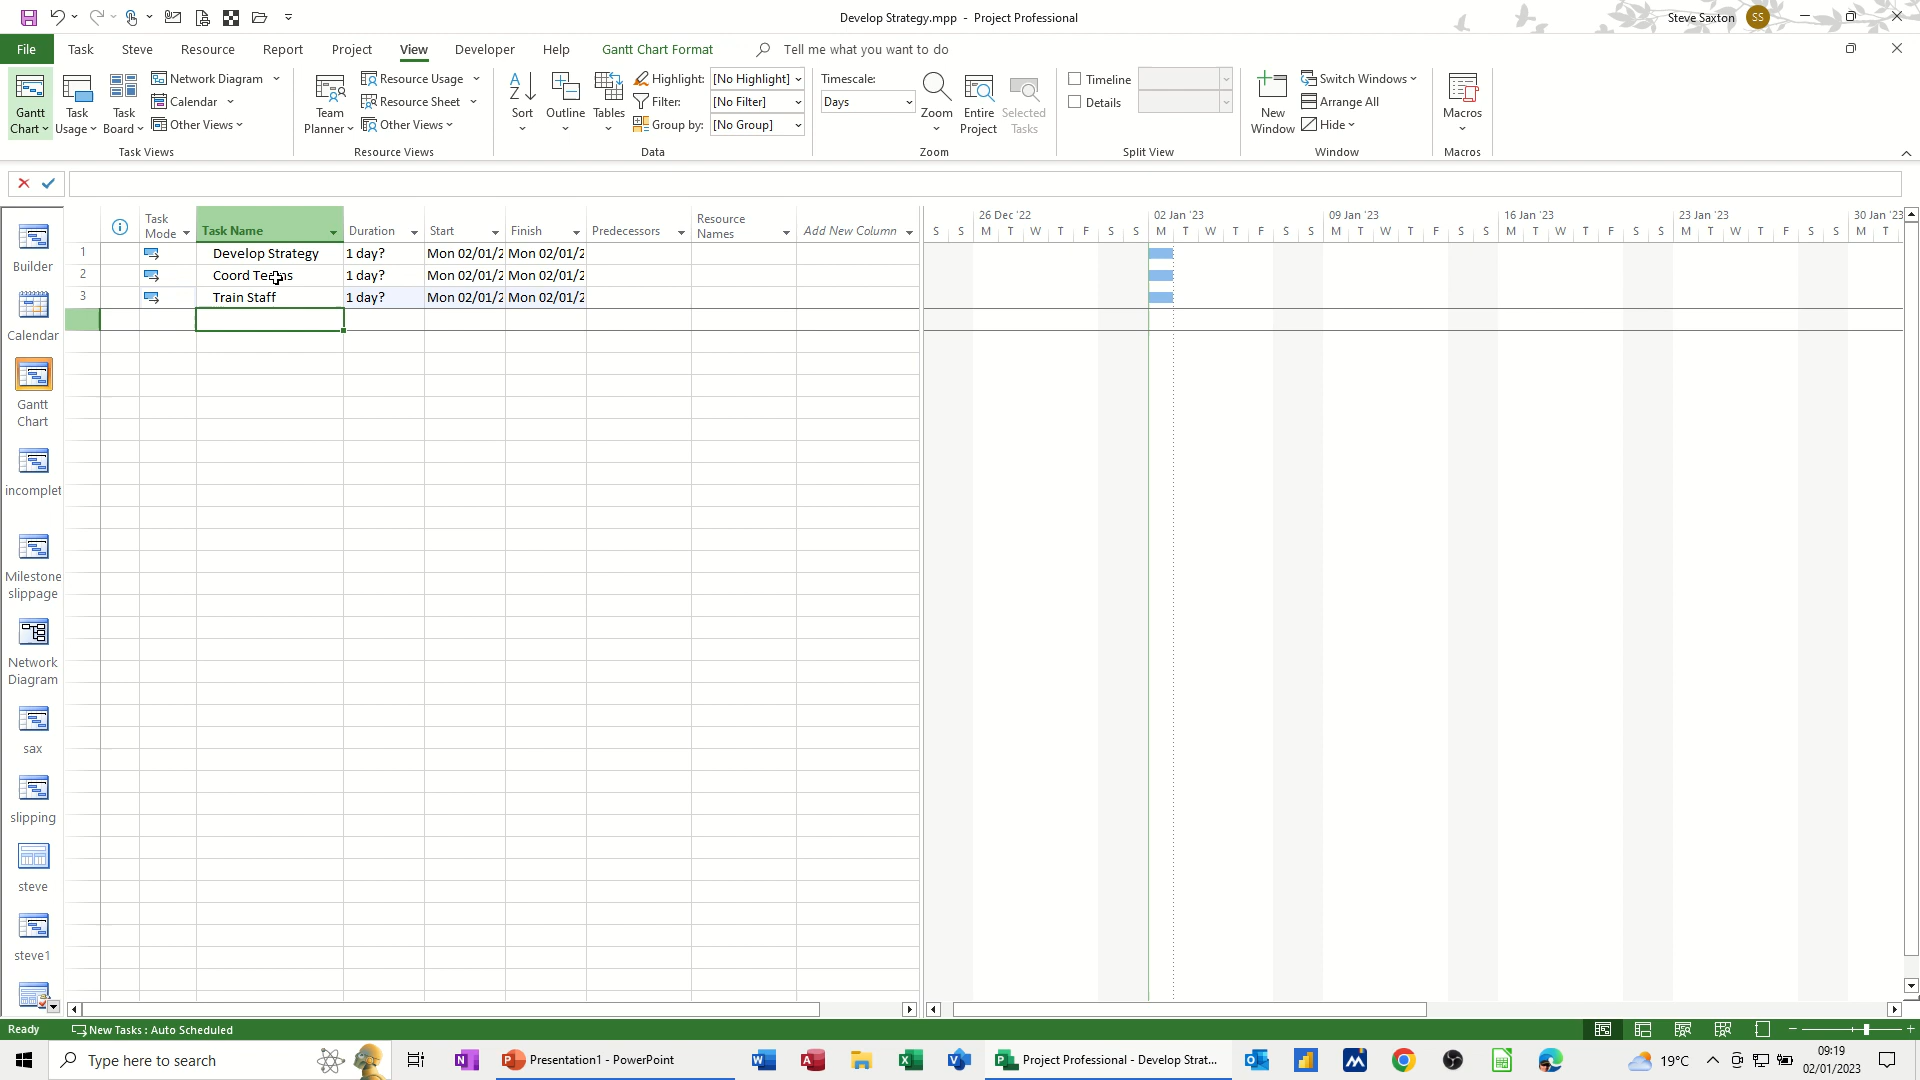 Develop Strategy.mpp - Project Professional
Steve Saxton SS
File Task Steve Resource Report Project View Developer Help Gantt Chart Format Tell me what you want to do
Gantt Chart
Task Usage
Task Board
Network Diagram
Calendar
Other Views
Task Views
Team Planner
Resource Usage
Resource Sheet
Other Views
Resource Views
Sort
Outline
Tables
Highlight: [No Highlight]
Filter: [No Filter]
Group by: [No Group]
Data
Timescale:
Days
Zoom
Entire Project
Selected Tasks
Zoom
Timeline
Details
Split View
New Window
Switch Windows
Arrange All
Hide
Window
Macros
Macros
Builder
Calendar
Gantt Chart
incomplet
Milestone slippage
Network Diagram
sax
slipping
steve
steve1
Task Mode Task Name Duration Start Finish Predecessors Resource Names Add New Column
1 Develop Strategy 1 day? Mon 02/01/2 Mon 02/01/2
2 Coord Teams 1 day? Mon 02/01/2 Mon 02/01/2
3 Train Staff 1 day? Mon 02/01/2 Mon 02/01/2
26 Dec '22 02 Jan '23 09 Jan '23 16 Jan '23 23 Jan '23 30 Jan '23
S S M T W T F S S M T W T F S S M T W T F S S M T W T F S S M T W T F S S M T
Ready New Tasks : Auto Scheduled
Type here to search
Presentation1 - PowerPoint
Project Professional - Develop Strat...
19°C
09:19
02/01/2023